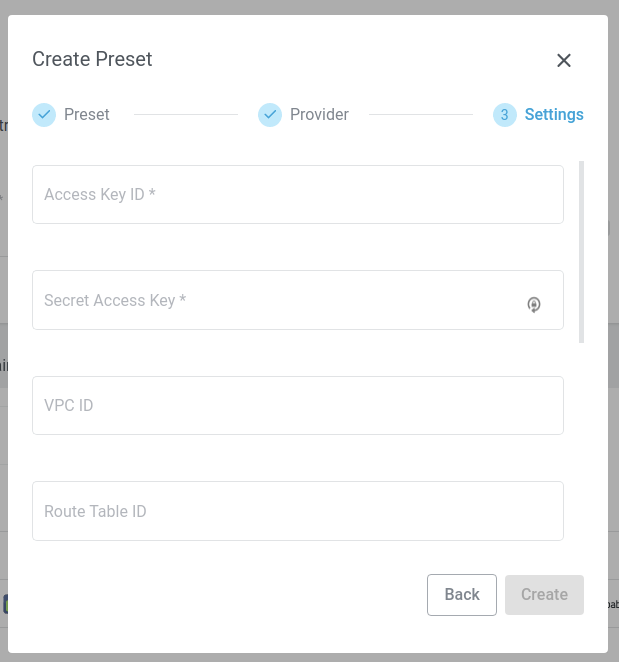 Create Preset
Preset
Provider
3 Settings
Access Key ID *
Secret Access Key *
VPC ID
Route Table ID
Back
Create